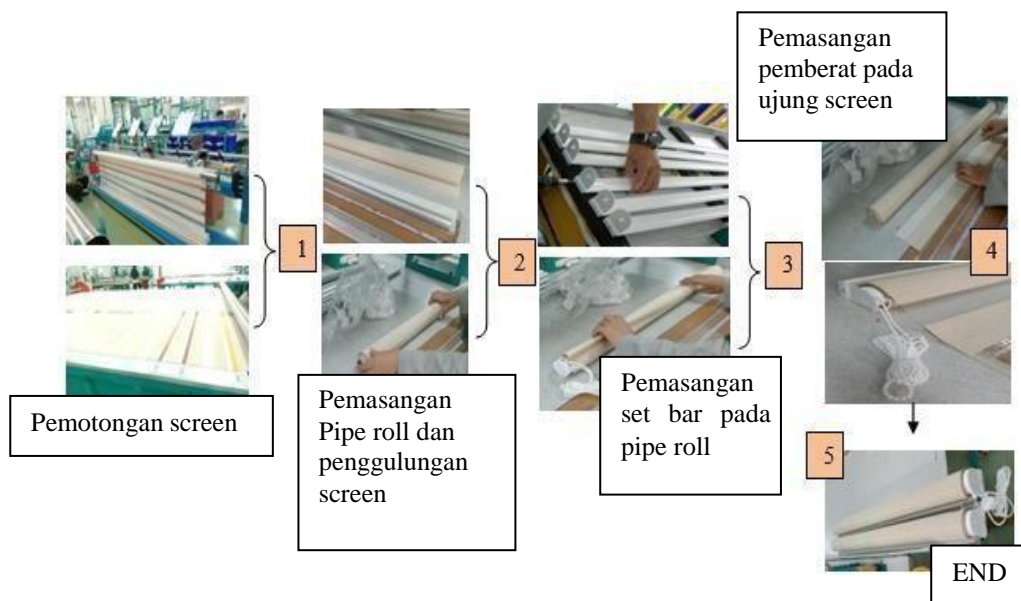 Pemotongan screen
1
Pemasangan
Pipe roll dan
penggulungan
screen
2
Pemasangan
set bar pada
pipe roll
3
Pemasangan
pemberat pada
ujung screen
4
5
END